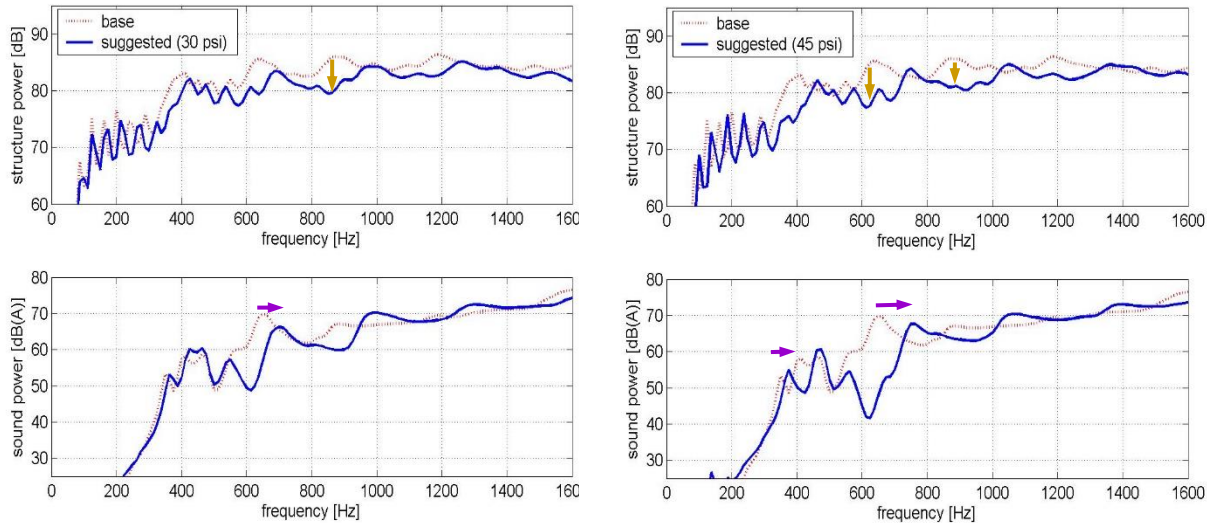 base
suggested (30 psi)
structure power [dB]
90
80
70
60
0 200 400 600 800 1000 1200 1400 1600
frequency [Hz]
base
suggested (45 psi)
structure power [dB]
90
80
70
60
0 200 400 600 800 1000 1200 1400 1600
frequency [Hz]
sound power [dB(A)]
80
70
60
50
40
30
0 200 400 600 800 1000 1200 1400 160
frequency [Hz]
sound power [dB(A)]
80
70
60
50
40
30
0 200 400 600 800 1000 1200 1400 1600
frequency [Hz]